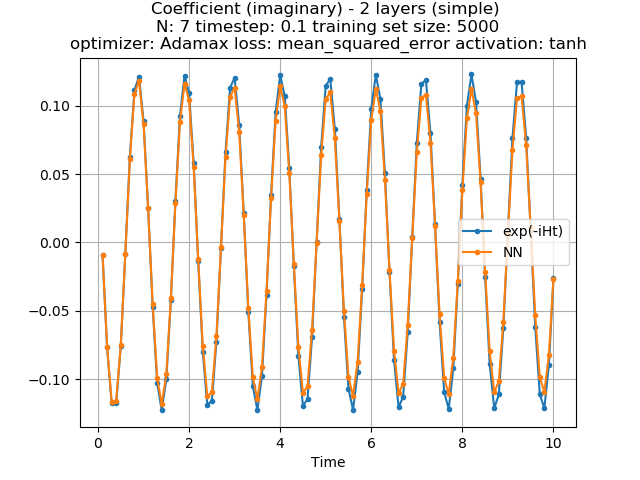 Coefficient (imaginary) - 2 layers (simple)
N: 7 timestep: 0.1 training set size: 5000
optimizer: Adamax loss: mean_squared_error activation: tanh
0.10
0.05
0.00
−0.05
−0.10
exp(-iHt)
NN
0 2 4 6 8 10
Time